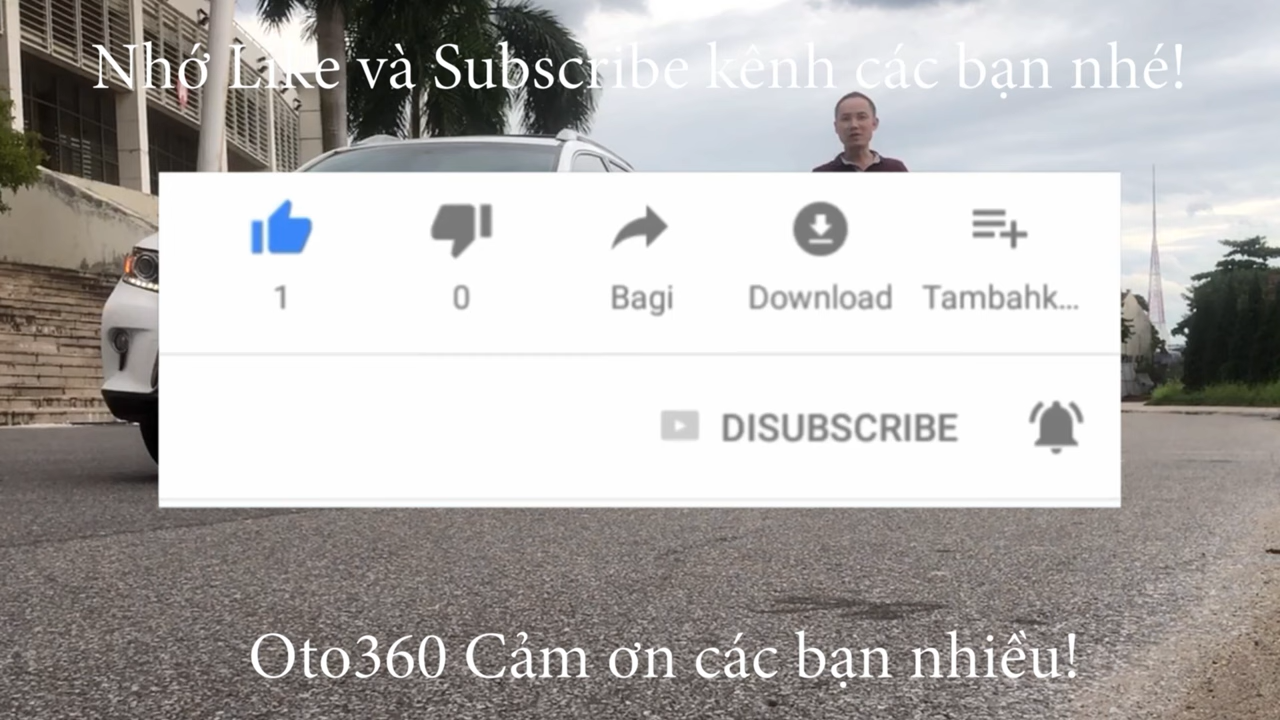 Nhớ Like và Subscribe kênh các bạn nhé!
1 0 Bagi Download Tambahk...
DISUBSCRIBE
Oto360 Cảm ơn các bạn nhiều!